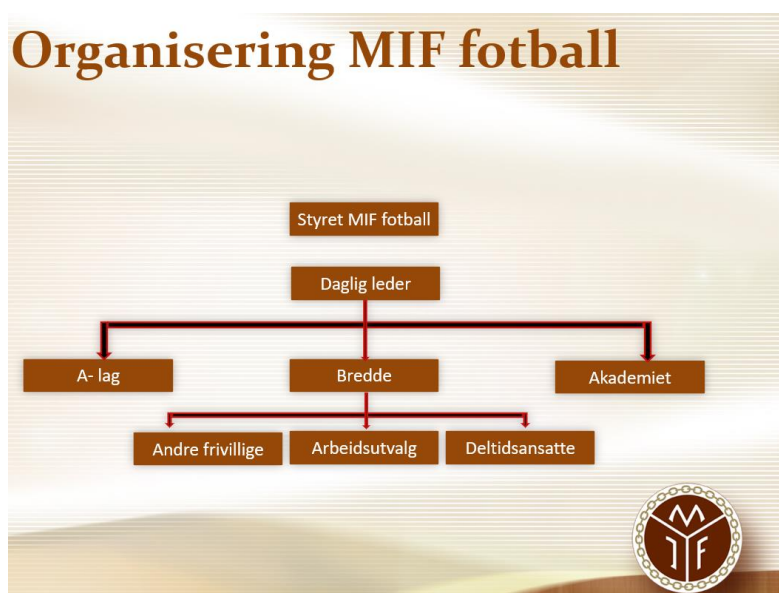 Organisering MIF fotball
Styret MIF fotball
Daglig leder
A- lag
Bredde
Akademiet
Andre frivillige
Arbeidsutvalg
Deltidsansatte
M
I F